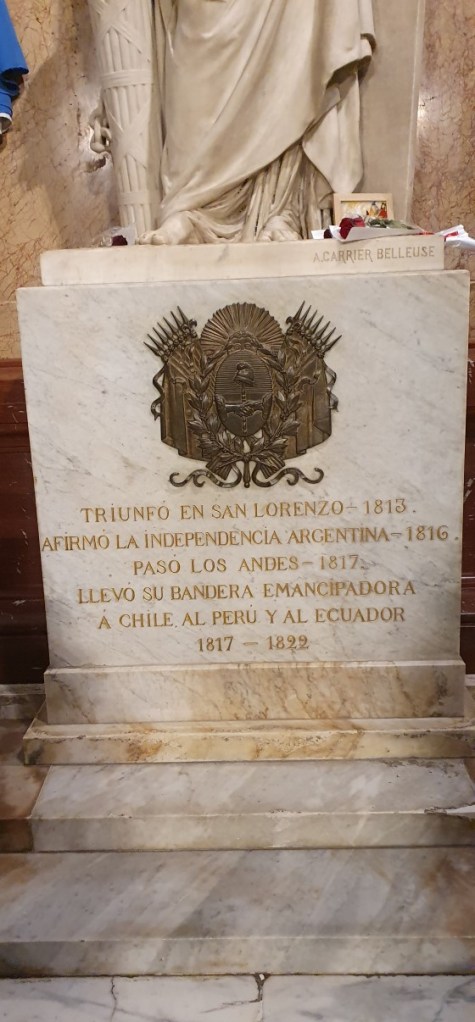 A. CARRIER BELLEUSE
TRIUNFÓ EN SAN LORENZO – 1813.
AFIRMÓ LA INDEPENDENCIA ARGENTINA – 1816.
PASO LOS ANDES – 1817.
LLEVÓ SU BANDERA EMANCIPADORA
A CHILE, AL PERÚ Y AL ECUADOR
1817 – 1822